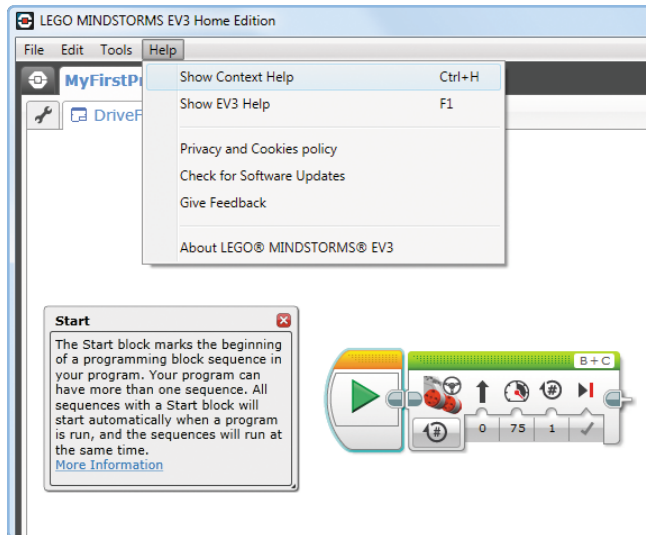 LEGO MINDSTORMS EV3 Home Edition
File Edit Tools Help
MyFirstPr
DriveF
Show Context Help Ctrl+H
Show EV3 Help F1
Privacy and Cookies policy
Check for Software Updates
Give Feedback
About LEGO® MINDSTORMS® EV3
Start
The Start block marks the beginning
of a programming block sequence in
your program. Your program can
have more than one sequence. All
sequences with a Start block will
start automatically when a program
is run, and the sequences will run at
the same time.
More Information
B+C
#
#
0 75 1